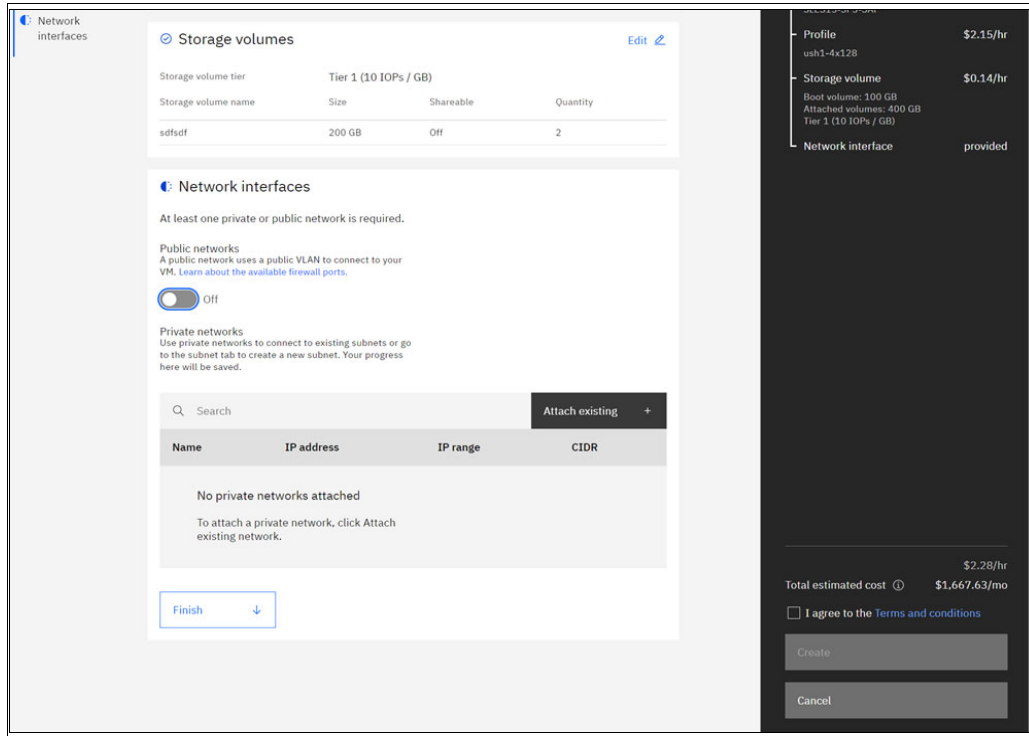 Network
interfaces
Storage volumes
Edit
Storage volume tier Tier 1 (10 IOPs / GB)
Storage volume name Size Shareable Quantity
sdfsdf 200 GB Off 2
Network interfaces
At least one private or public network is required.
Public networks
A public network uses a public VLAN to connect to your
VM. Learn about the available firewall ports.
Off
Private networks
Use private networks to connect to existing subnets or go
to the subnet tab to create a new subnet. Your progress
here will be saved.
Search
Attach existing +
Name IP address IP range CIDR
No private networks attached
To attach a private network, click Attach
existing network.
Finish
Profile $2.15/hr
ush1-4x128
Storage volume $0.14/hr
Boot volume: 100 GB
Attached volumes: 400 GB
Tier 1 (10 IOPs / GB)
Network interface provided
$2.28/hr
Total estimated cost $1,667.63/mo
I agree to the Terms and conditions
Create
Cancel